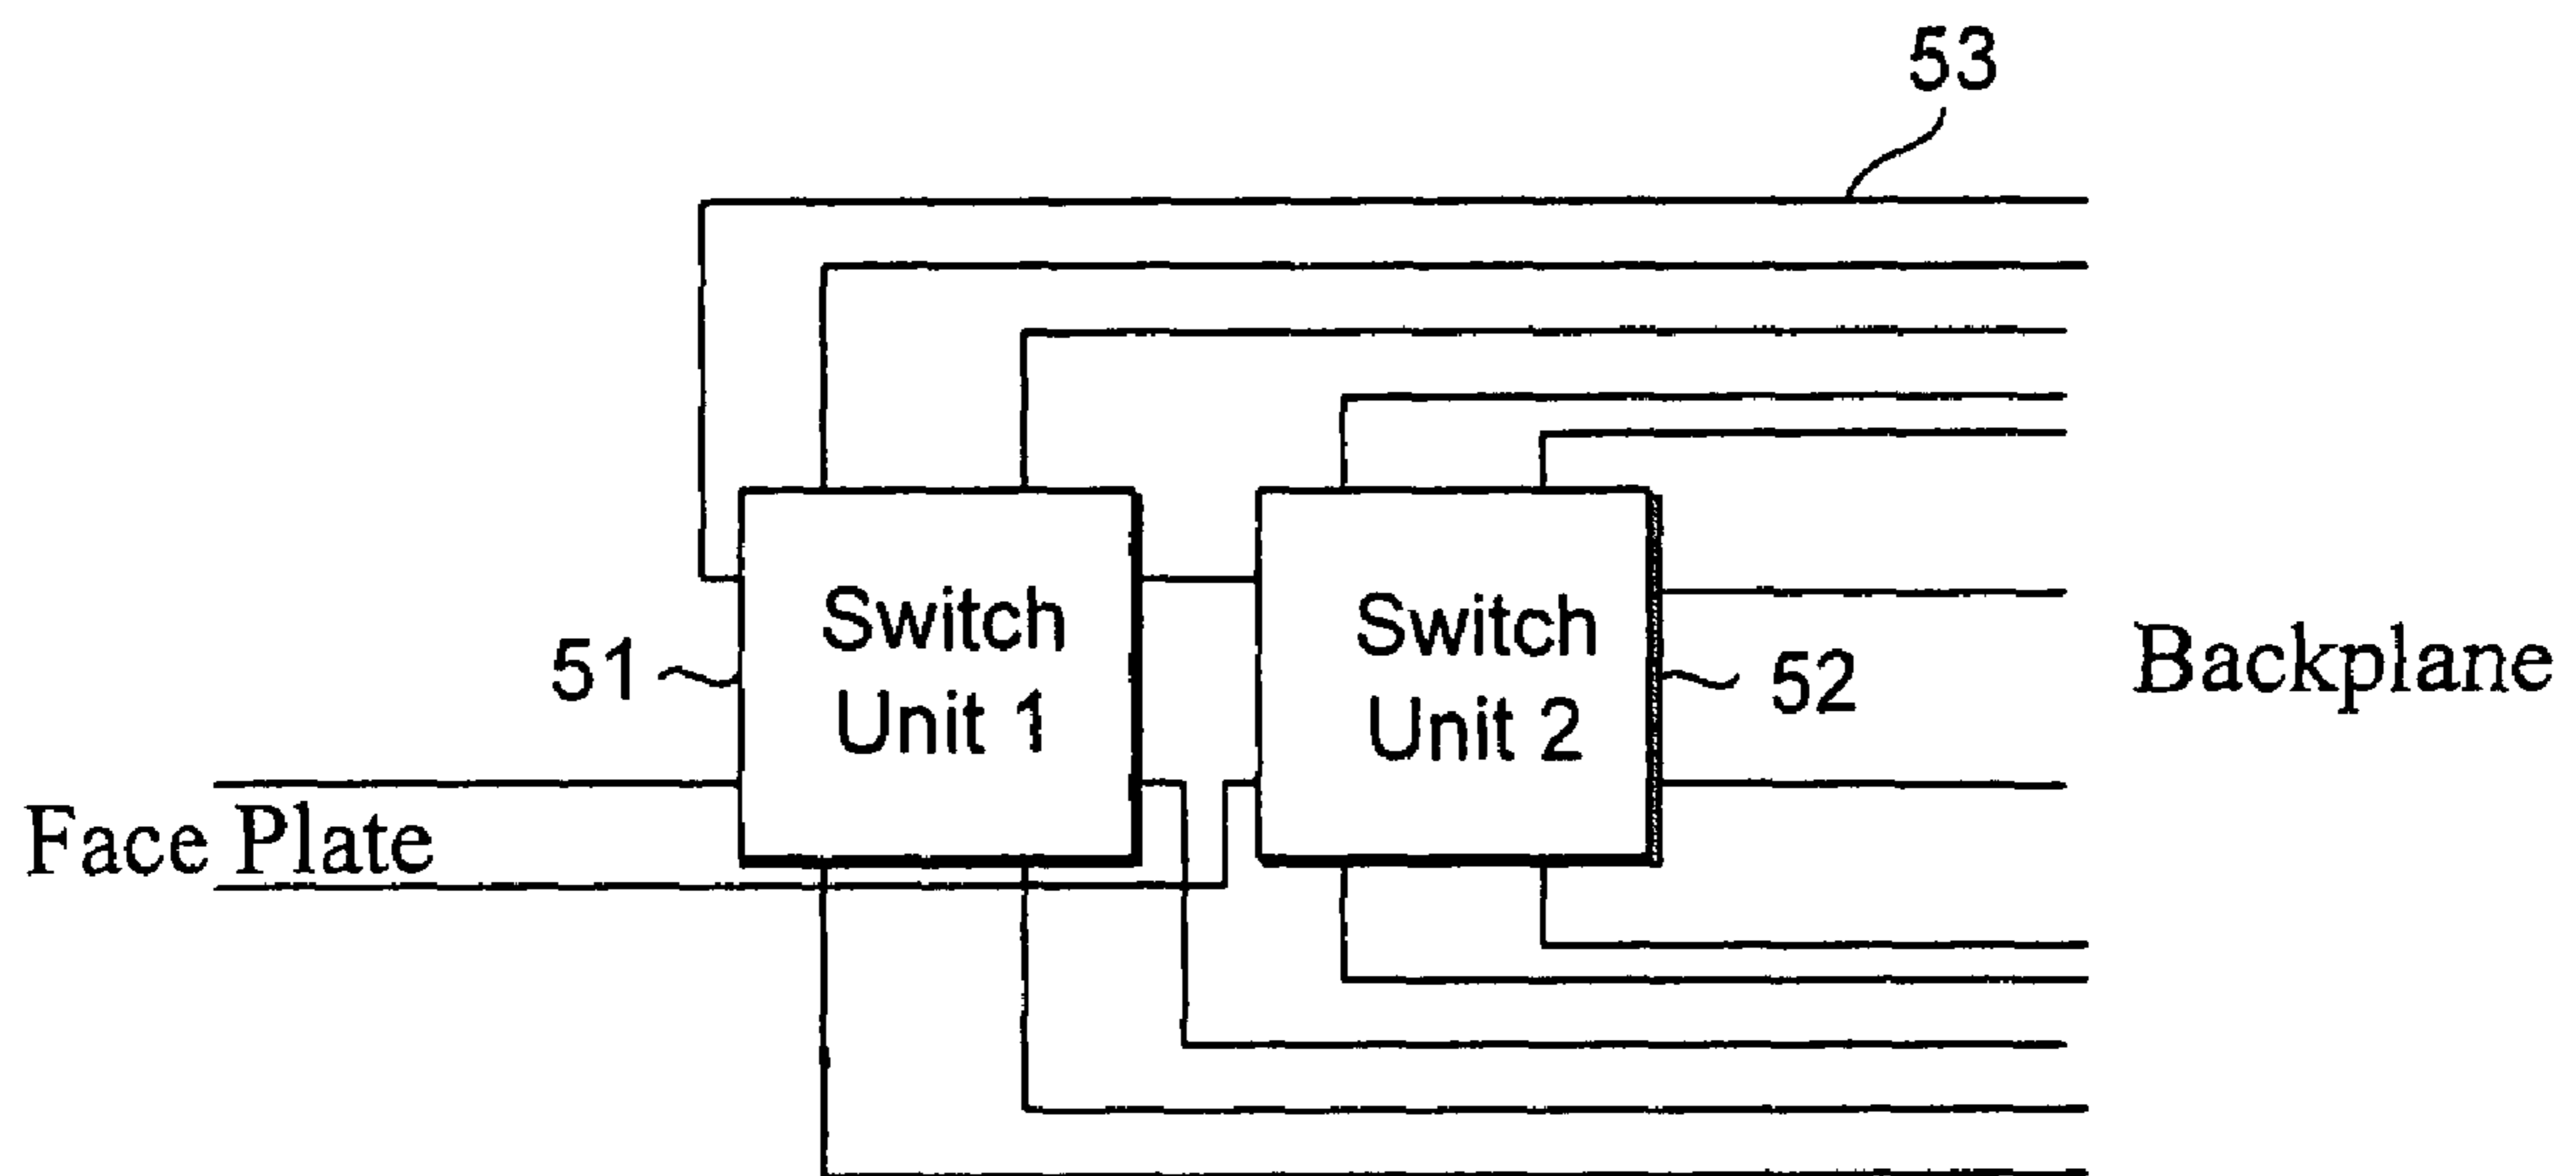 53
Switch
Unit 1
Switch
Unit 2
51
52
Backplane
Face Plate